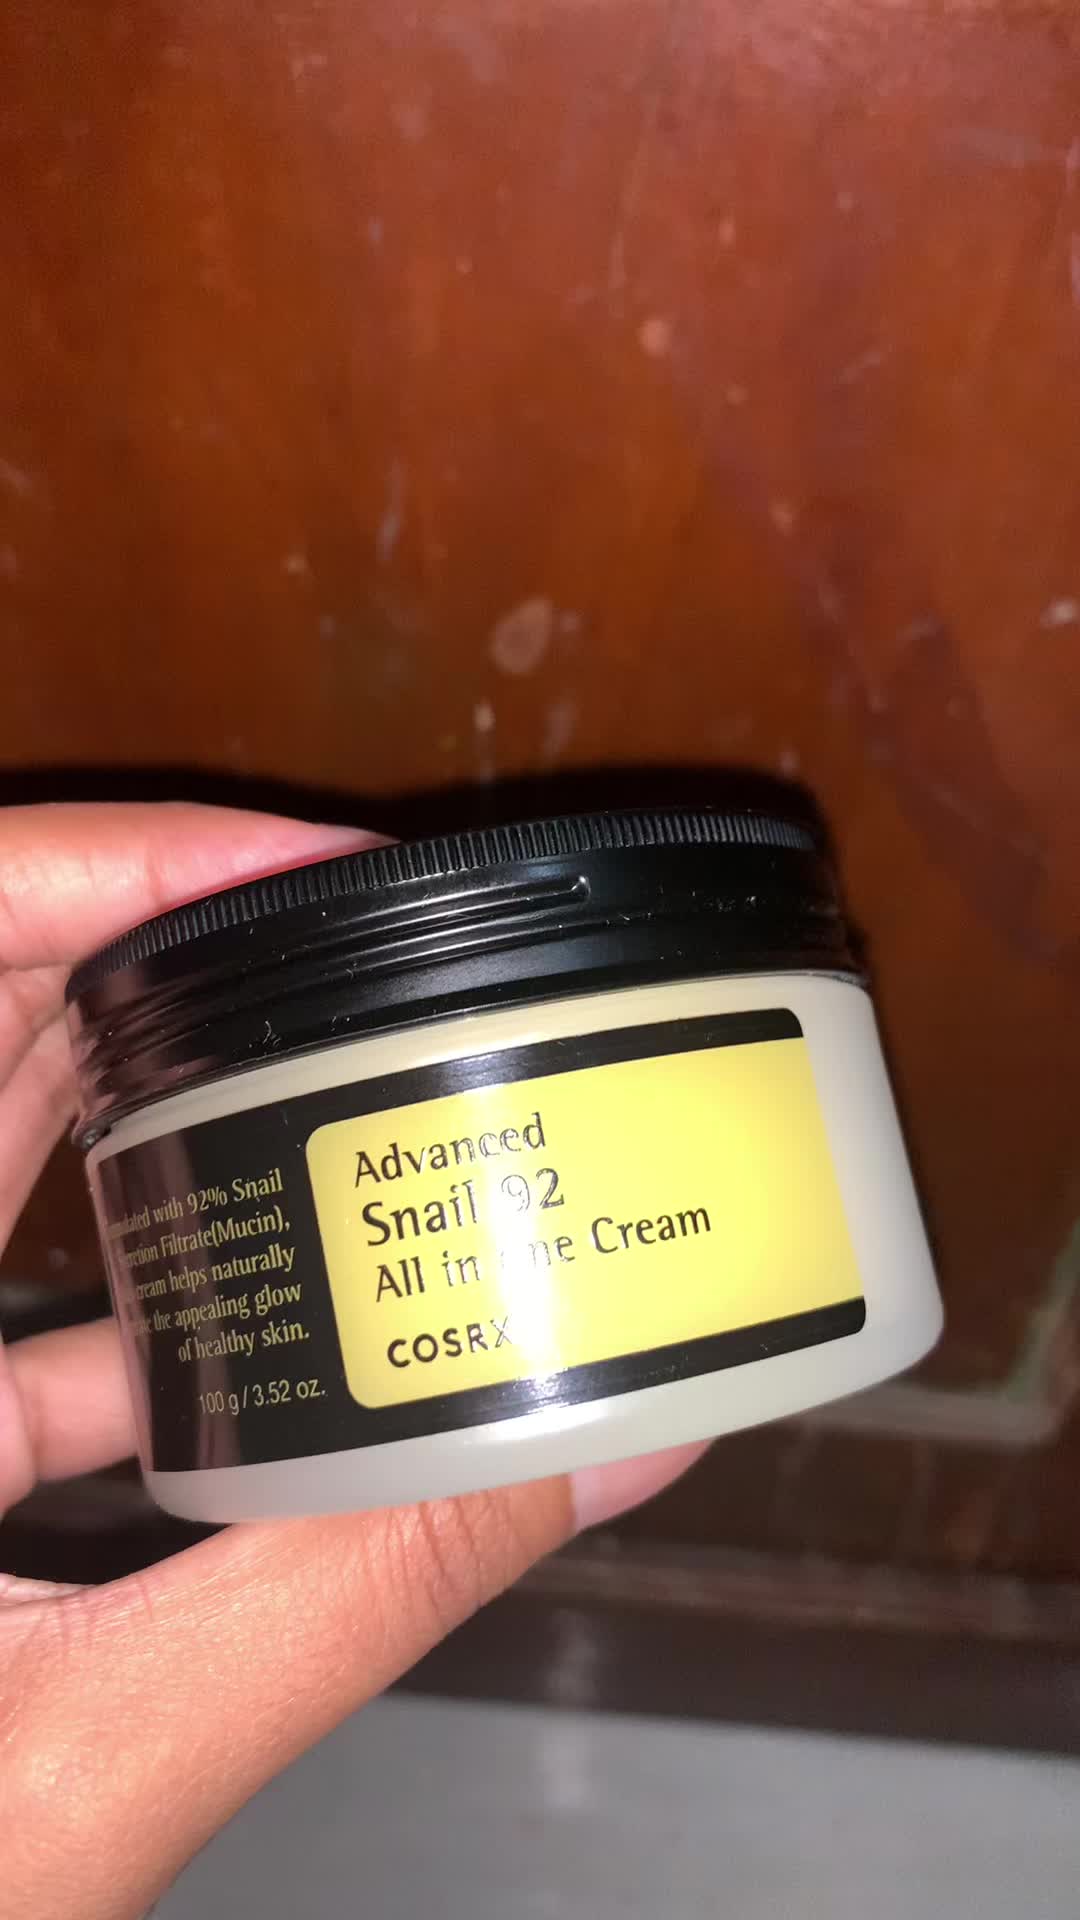 Advanced
Snail 92
All in ne Cream
COSRX
with 92% Snail
Filtrate(Mucin),
cream helps naturally
the appealing glow
of healthy skin.
100 g / 3.52 oz.